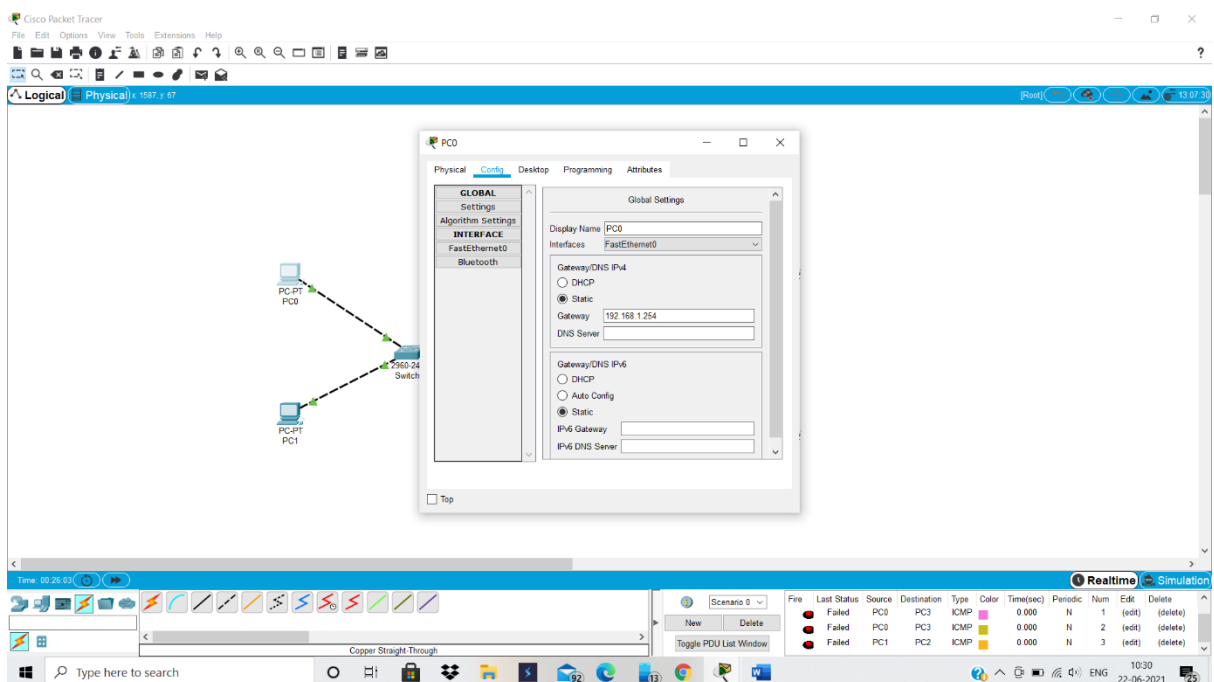 Cisco Packet Tracer
File Edit Options View Tools Extensions Help
?
Logical Physical x: 1587, y: 67 [Root] 13:07:30
PC0
Physical Config Desktop Programming Attributes
GLOBAL
Settings
Algorithm Settings
INTERFACE
FastEthernet0
Bluetooth
Global Settings
Display Name PC0
Interfaces FastEthernet0
Gateway/DNS IPv4
DHCP
Static
Gateway 192.168.1.254
DNS Server
Gateway/DNS IPv6
DHCP
Auto Config
Static
IPv6 Gateway
IPv6 DNS Server
Top
PC-PT
PC0
2960-24
Switch
PC-PT
PC1
Time: 00:26:03 Realtime Simulation
Copper Straight-Through
Scenario 0
New Delete
Toggle PDU List Window
Fire Last Status Source Destination Type Color Time(sec) Periodic Num Edit Delete
Failed PC0 PC3 ICMP 0.000 N 1 (edit) (delete)
Failed PC0 PC2 ICMP 0.000 N 2 (edit) (delete)
Failed PC1 PC2 ICMP 0.000 N 3 (edit) (delete)
Type here to search
92
13
ENG
10:30
22-06-2021
25